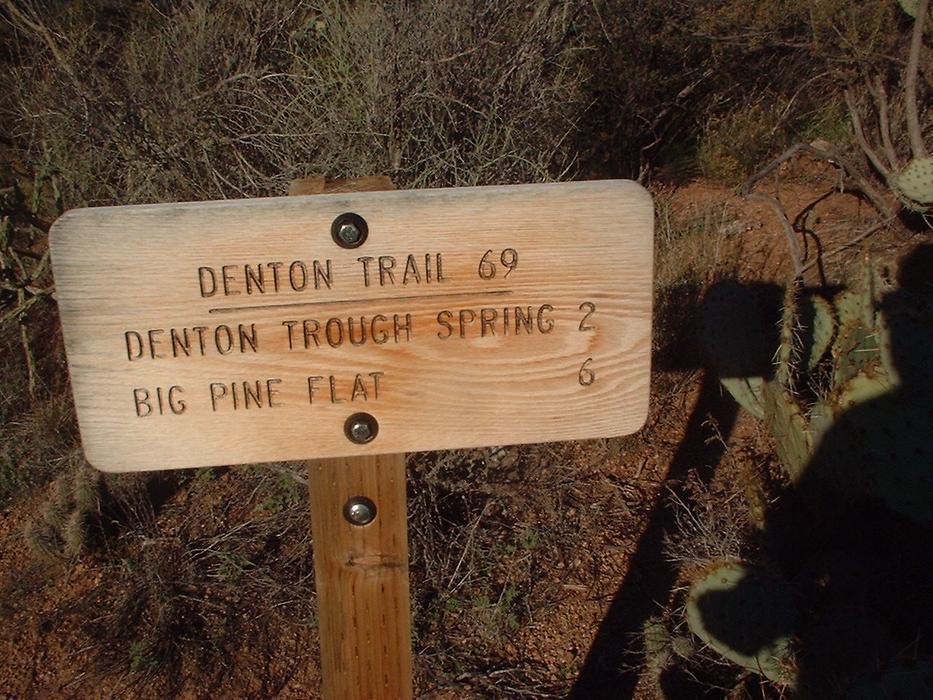 DENTON TRAIL 69
DENTON TROUGH SPRING 2
BIG PINE FLAT 6